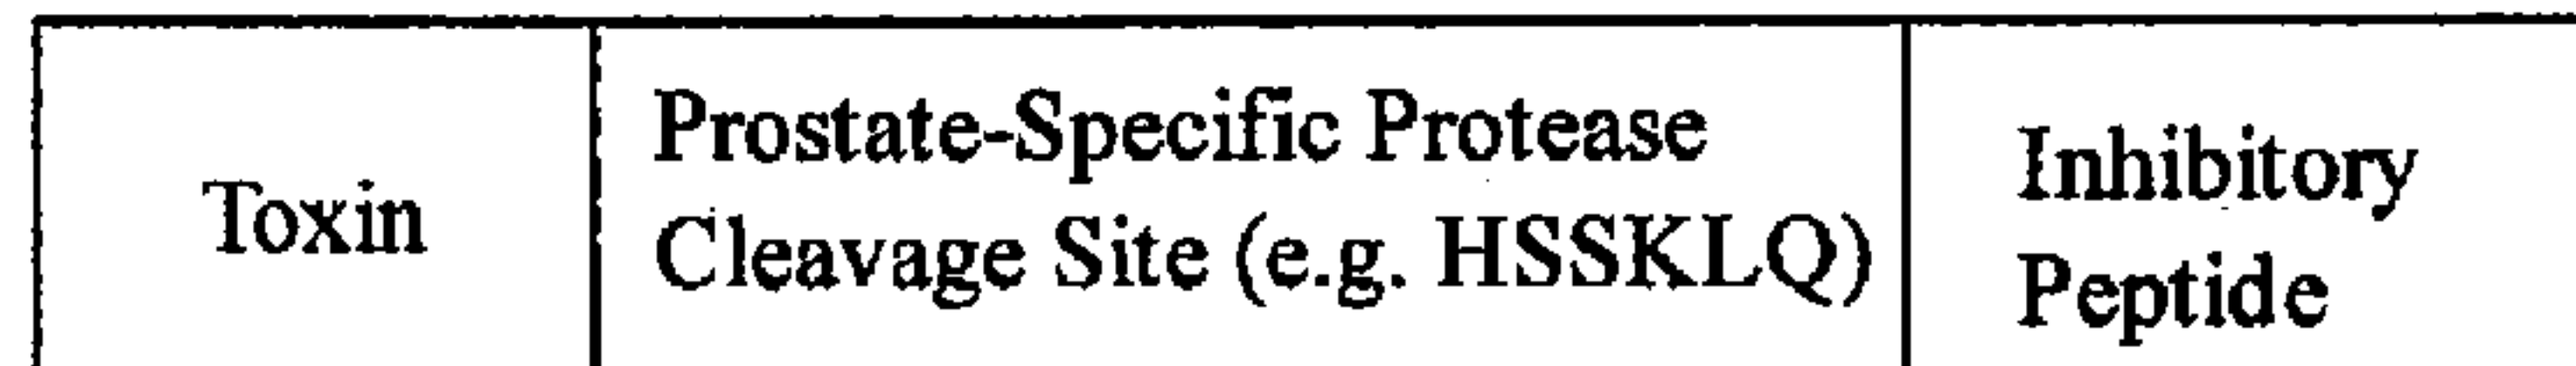 Toxin
Prostate-Specific Protease
Cleavage Site (e.g. HSSKLQ)
Inhibitory
Peptide